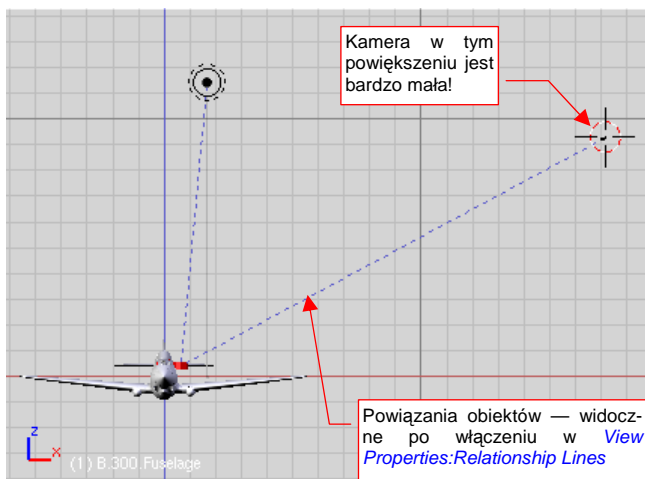 Kamera w tym
powiększeniu jest
bardzo mała!
Powiązania obiektów — widocz-
ne po włączeniu w View
Properties:Relationship Lines
z
x
(1) B.300.Fuselage